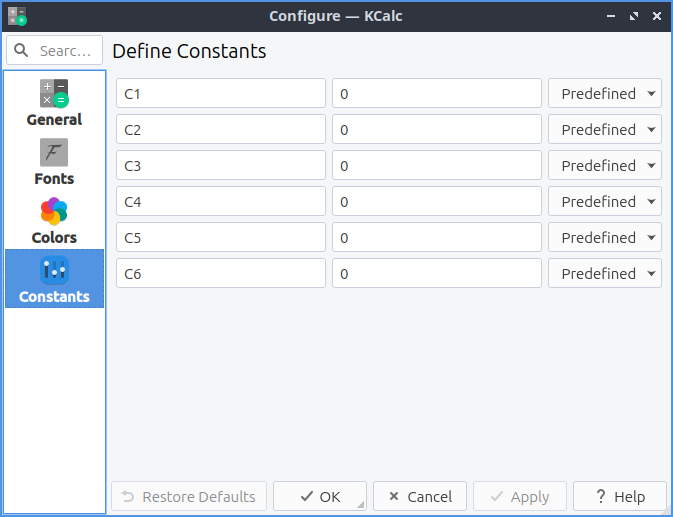 Configure — KCalc
Searc...
Define Constants
General
Fonts
Colors
Constants
C1 0 Predefined
C2 0 Predefined
C3 0 Predefined
C4 0 Predefined
C5 0 Predefined
C6 0 Predefined
Restore Defaults OK Cancel Apply Help